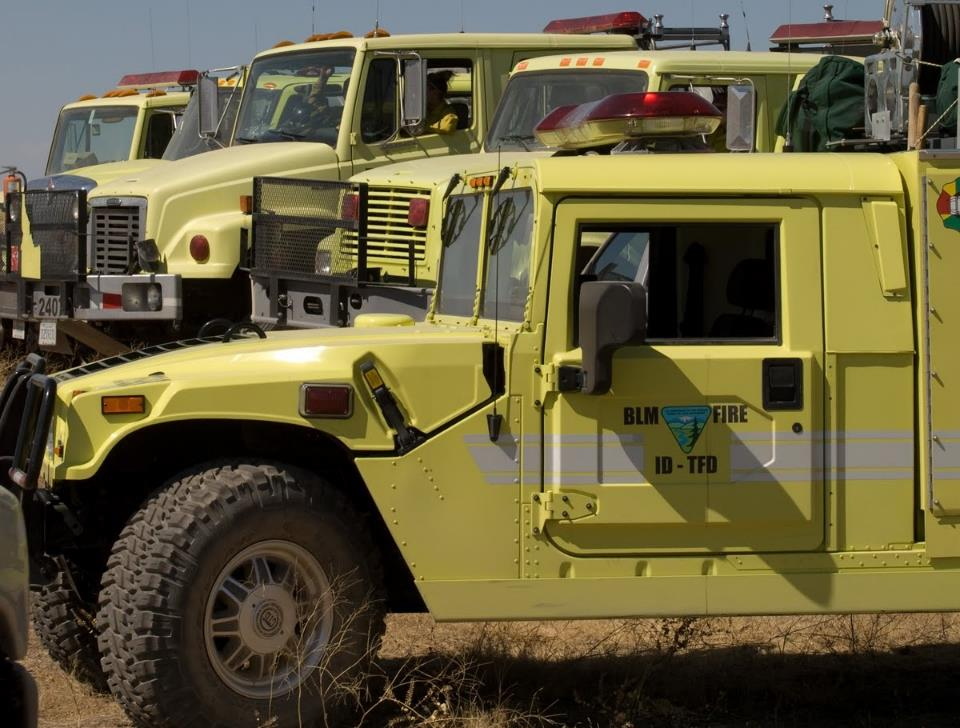 BLM FIRE
ID - TFD
240